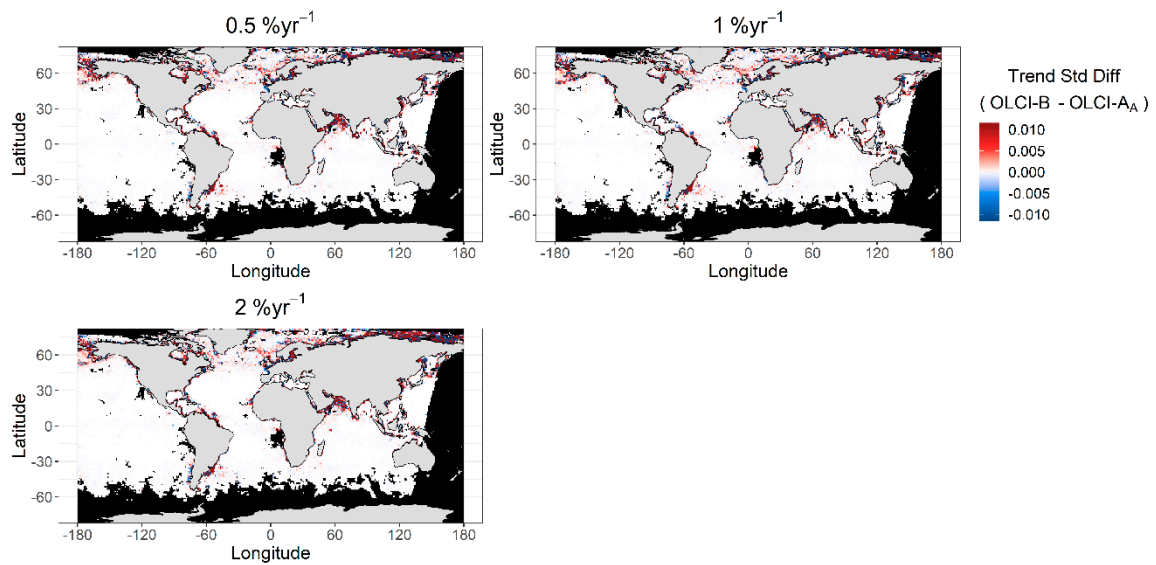 0.5 %yr⁻¹
1 %yr⁻¹
Latitude
60
30
0
-30
-60
-180 -120 -60 0 60 120 180
Longitude
Latitude
60
30
0
-30
-60
-180 -120 -60 0 60 120 180
Longitude
Trend Std Diff
( OLCI-B - OLCI-A_A )
0.010
0.005
0.000
-0.005
-0.010
2 %yr⁻¹
Latitude
60
30
0
-30
-60
-180 -120 -60 0 60 120 180
Longitude